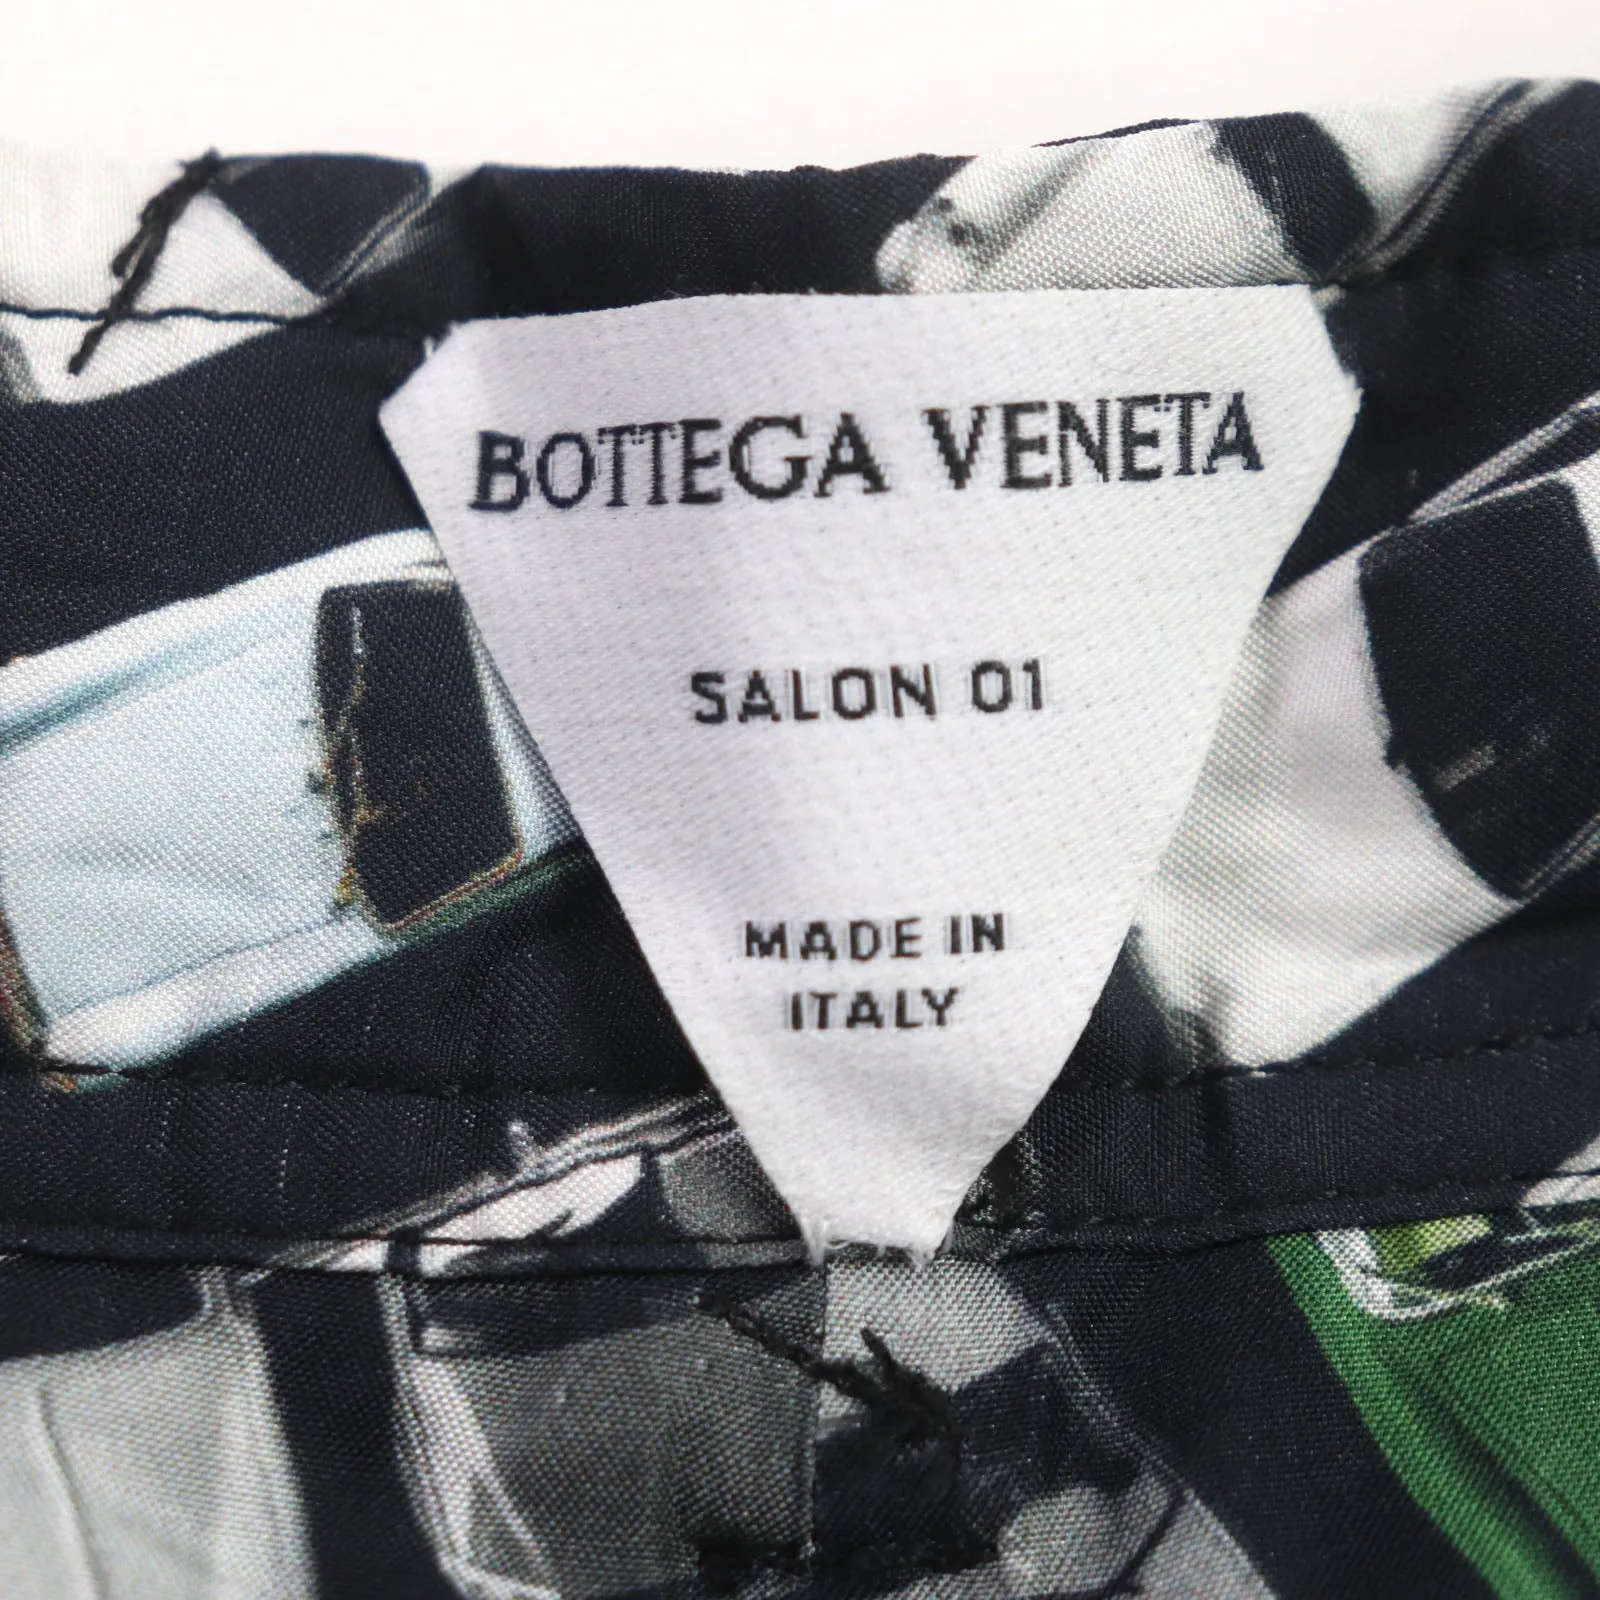 BOTTEGA VENETA
SALON 01
MADE IN
ITALY